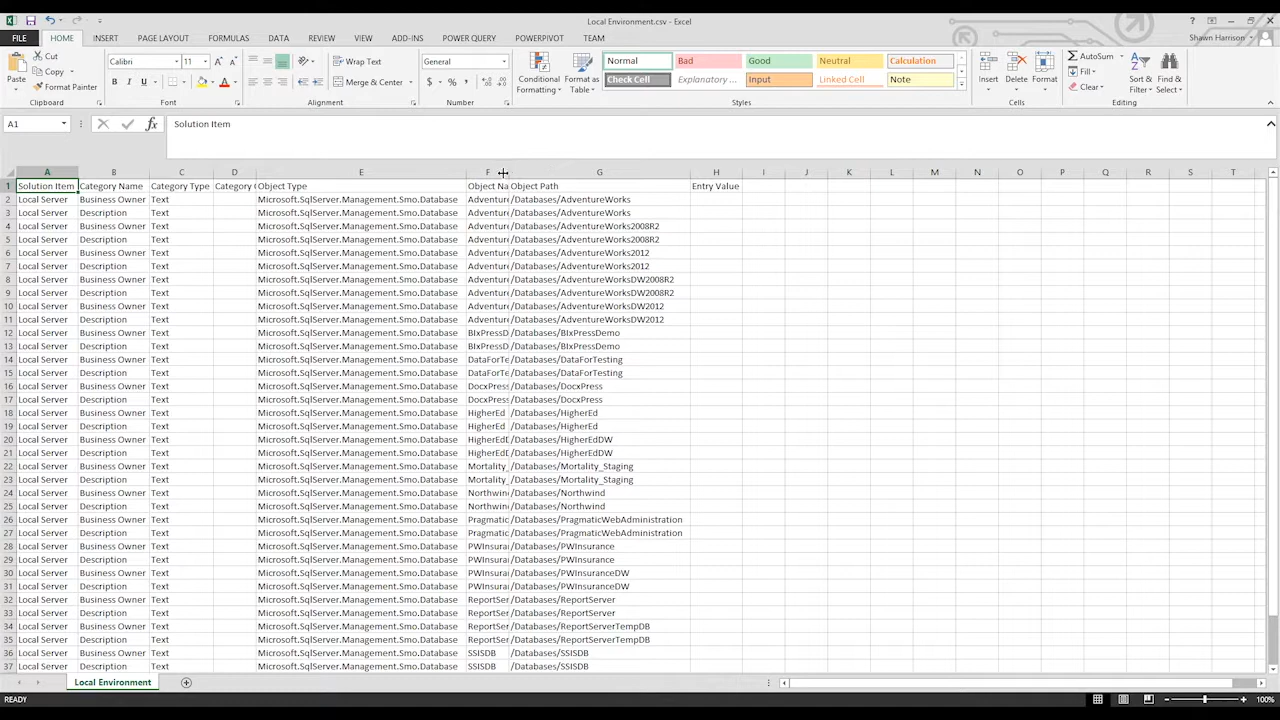 Local Environment.csv - Excel
FILE HOME INSERT PAGE LAYOUT FORMULAS DATA REVIEW VIEW ADD-INS POWER QUERY POWERPIVOT TEAM Shawn Harrison
Cut Copy Format Painter Paste Clipboard
Calibri 11 B I U A Font
Wrap Text Merge & Center Alignment
General $ % Number
Conditional Formatting Format as Table
Normal Bad Good Neutral Calculation
Check Cell Explanatory ... Input Linked Cell Note
Styles
Insert Delete Format Cells
AutoSum Fill Clear Sort & Filter Find & Select Editing
A1 fx Solution Item
A B C D E F G H I J K L M N O P Q R S T
1 Solution Item Category Name Category Type Category Object Type Object Na Object Path Entry Value
2 Local Server Business Owner Text Microsoft.SqlServer.Management.Smo.Database Adventure /Databases/AdventureWorks
3 Local Server Description Text Microsoft.SqlServer.Management.Smo.Database Adventure /Databases/AdventureWorks
4 Local Server Business Owner Text Microsoft.SqlServer.Management.Smo.Database Adventure /Databases/AdventureWorks2008R2
5 Local Server Description Text Microsoft.SqlServer.Management.Smo.Database Adventure /Databases/AdventureWorks2008R2
6 Local Server Business Owner Text Microsoft.SqlServer.Management.Smo.Database Adventure /Databases/AdventureWorks2012
7 Local Server Description Text Microsoft.SqlServer.Management.Smo.Database Adventure /Databases/AdventureWorks2012
8 Local Server Business Owner Text Microsoft.SqlServer.Management.Smo.Database Adventure /Databases/AdventureWorksDW2008R2
9 Local Server Description Text Microsoft.SqlServer.Management.Smo.Database Adventure /Databases/AdventureWorksDW2008R2
10 Local Server Business Owner Text Microsoft.SqlServer.Management.Smo.Database Adventure /Databases/AdventureWorksDW2012
11 Local Server Description Text Microsoft.SqlServer.Management.Smo.Database Adventure /Databases/AdventureWorksDW2012
12 Local Server Business Owner Text Microsoft.SqlServer.Management.Smo.Database BIxPressD /Databases/BIxPressDemo
13 Local Server Description Text Microsoft.SqlServer.Management.Smo.Database BIxPressD /Databases/BIxPressDemo
14 Local Server Business Owner Text Microsoft.SqlServer.Management.Smo.Database DataForTe /Databases/DataForTesting
15 Local Server Description Text Microsoft.SqlServer.Management.Smo.Database DataForTe /Databases/DataForTesting
16 Local Server Business Owner Text Microsoft.SqlServer.Management.Smo.Database DocxPress /Databases/DocxPress
17 Local Server Description Text Microsoft.SqlServer.Management.Smo.Database DocxPress /Databases/DocxPress
18 Local Server Business Owner Text Microsoft.SqlServer.Management.Smo.Database HigherEd /Databases/HigherEd
19 Local Server Description Text Microsoft.SqlServer.Management.Smo.Database HigherEd /Databases/HigherEd
20 Local Server Business Owner Text Microsoft.SqlServer.Management.Smo.Database HigherEdD /Databases/HigherEdDW
21 Local Server Description Text Microsoft.SqlServer.Management.Smo.Database HigherEdD /Databases/HigherEdDW
22 Local Server Business Owner Text Microsoft.SqlServer.Management.Smo.Database Mortality_ /Databases/Mortality_Staging
23 Local Server Description Text Microsoft.SqlServer.Management.Smo.Database Mortality_ /Databases/Mortality_Staging
24 Local Server Business Owner Text Microsoft.SqlServer.Management.Smo.Database Northwin /Databases/Northwind
25 Local Server Description Text Microsoft.SqlServer.Management.Smo.Database Northwin /Databases/Northwind
26 Local Server Business Owner Text Microsoft.SqlServer.Management.Smo.Database Pragmatic /Databases/PragmaticWebAdministration
27 Local Server Description Text Microsoft.SqlServer.Management.Smo.Database Pragmatic /Databases/PragmaticWebAdministration
28 Local Server Business Owner Text Microsoft.SqlServer.Management.Smo.Database PWInsura /Databases/PWInsurance
29 Local Server Description Text Microsoft.SqlServer.Management.Smo.Database PWInsura /Databases/PWInsurance
30 Local Server Business Owner Text Microsoft.SqlServer.Management.Smo.Database PWInsura /Databases/PWInsuranceDW
31 Local Server Description Text Microsoft.SqlServer.Management.Smo.Database PWInsura /Databases/PWInsuranceDW
32 Local Server Business Owner Text Microsoft.SqlServer.Management.Smo.Database ReportSer /Databases/ReportServer
33 Local Server Description Text Microsoft.SqlServer.Management.Smo.Database ReportSer /Databases/ReportServer
34 Local Server Business Owner Text Microsoft.SqlServer.Management.Smo.Database ReportSer /Databases/ReportServerTempDB
35 Local Server Description Text Microsoft.SqlServer.Management.Smo.Database ReportSer /Databases/ReportServerTempDB
36 Local Server Business Owner Text Microsoft.SqlServer.Management.Smo.Database SSISDB /Databases/SSISDB
37 Local Server Description Text Microsoft.SqlServer.Management.Smo.Database SSISDB /Databases/SSISDB
Local Environment
READY 100%